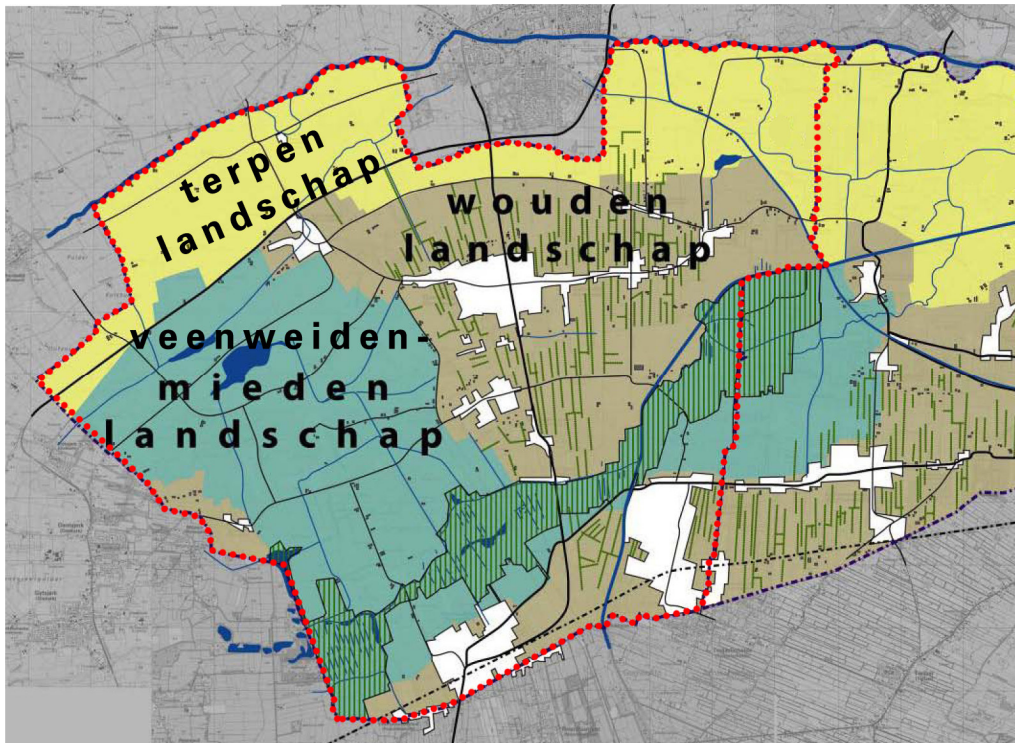 terpen
landschap
wouden
landschap
veenweiden-
mieden
landschap